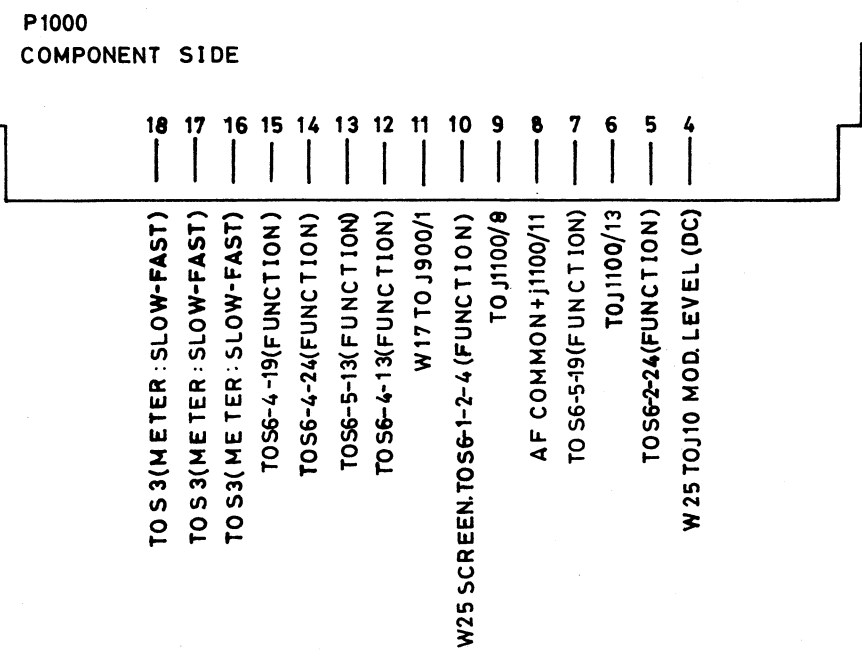 P1000
COMPONENT SIDE
18 17 16 15 14 13 12 11 10 9 8 7 6 5 4
TO S3(METER:SLOW-FAST)
TO S3(METER:SLOW-FAST)
TO S3(METER:SLOW-FAST)
TOS6-4-19(FUNCTION)
TOS6-4-24(FUNCTION)
TOS6-5-13(FUNCTION)
TOS6-4-13(FUNCTION)
W17 TO J900/1
W25 SCREEN.TOS6-1-2-4(FUNCTION)
TOJ1100/8
AF COMMON+j1100/11
TO S6-5-19(FUNCTION)
TOJ1100/13
TOS6-2-24(FUNCTION)
W25 TOJ10 MOD.LEVEL(DC)